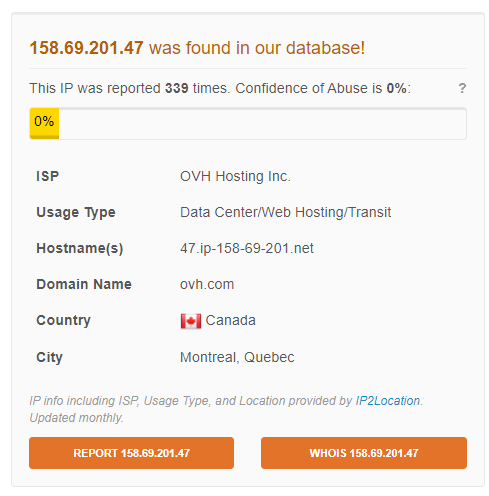 158.69.201.47 was found in our database!
This IP was reported 339 times. Confidence of Abuse is 0%: ?
0%
ISP OVH Hosting Inc.
Usage Type Data Center/Web Hosting/Transit
Hostname(s) 47.ip-158-69-201.net
Domain Name ovh.com
Country Canada
City Montreal, Quebec
IP info including ISP, Usage Type, and Location provided by IP2Location.
Updated monthly.
REPORT 158.69.201.47 WHOIS 158.69.201.47